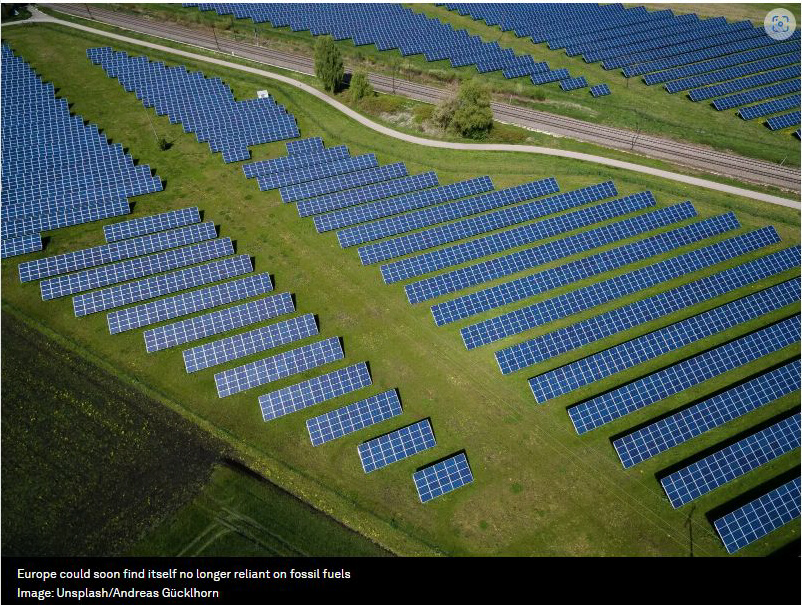 Europe could soon find itself no longer reliant on fossil fuels
Image: Unsplash/Andreas Gücklhorn